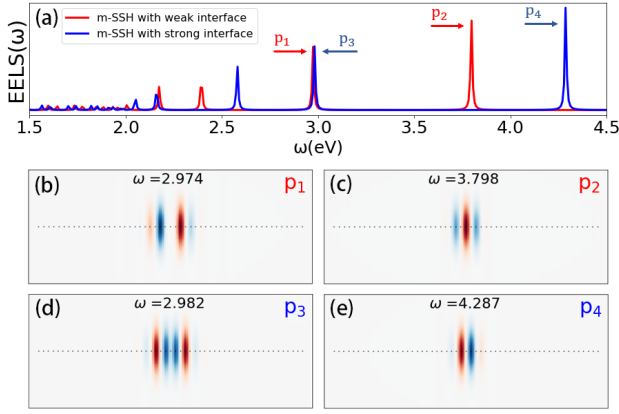 (a)
m-SSH with weak interface
m-SSH with strong interface
p1
p3
p2
p4
EELS(ω)
1.5 2.0 2.5 3.0 3.5 4.0 4.5
ω(eV)
(b) ω =2.974 p1
(c) ω =3.798 p2
(d) ω =2.982 p3
(e) ω =4.287 p4